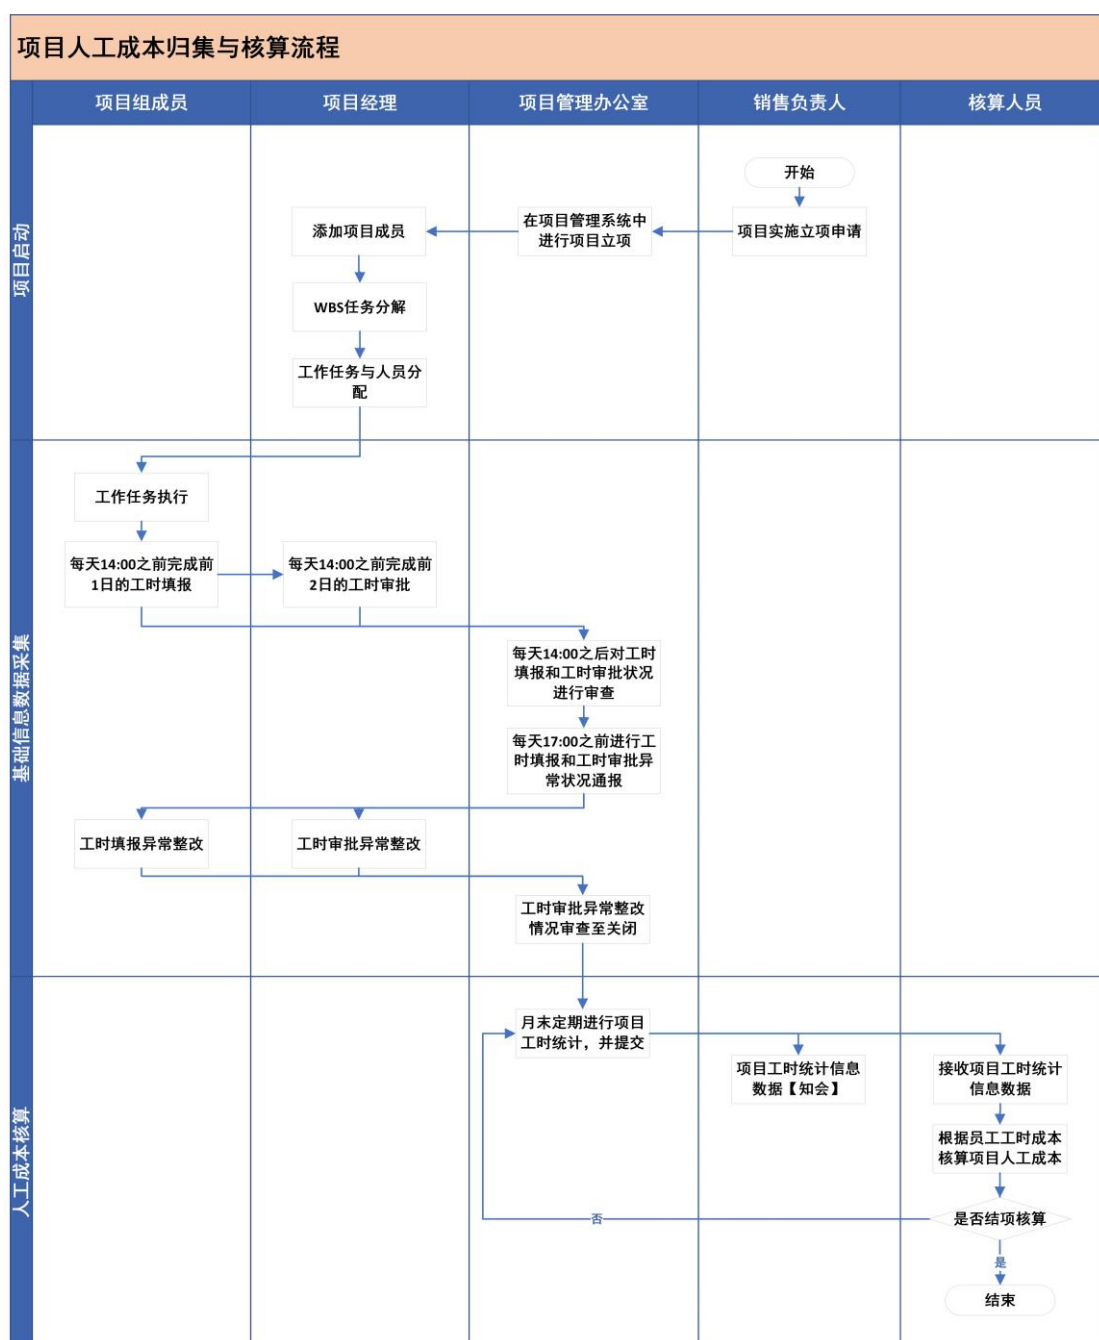 项目人工成本归集与核算流程
项目组成员
项目经理
项目管理办公室
销售负责人
核算人员
项目启动
开始
添加项目成员
在项目管理系统中
进行项目立项
项目实施立项申请
WBS任务分解
工作任务与人员分
配
基础信息数据采集
工作任务执行
每天14:00之前完成前
1日的工时填报
每天14:00之前完成前
2日的工时审批
每天14:00之后对工时
填报和工时审批状况
进行审查
每天17:00之前进行工
时填报和工时审批异
常状况通报
工时填报异常整改
工时审批异常整改
工时审批异常整改
情况审查至关闭
人工成本核算
月末定期进行项目
工时统计，并提交
项目工时统计信息
数据【知会】
接收项目工时统计
信息数据
根据员工工时成本
核算项目人工成本
是否结项核算
否
是
结束